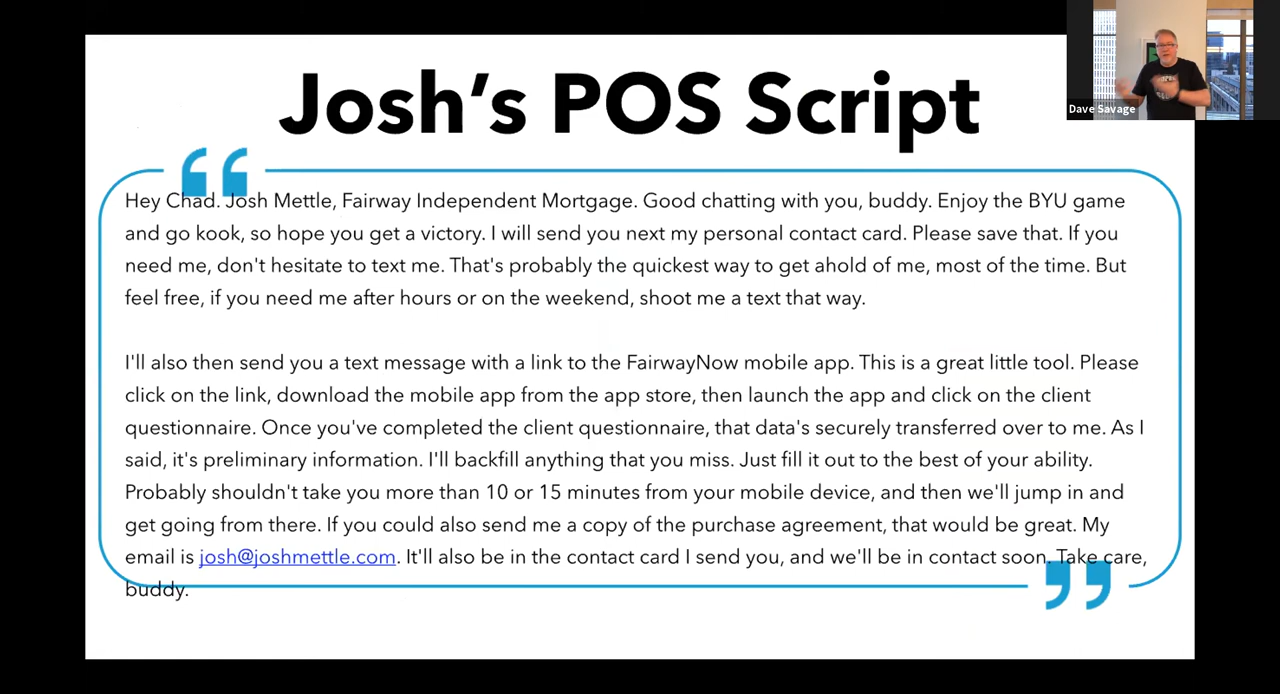 Josh's POS Script
Dave Savage
Hey Chad. Josh Mettle, Fairway Independent Mortgage. Good chatting with you, buddy. Enjoy the BYU game
and go kook, so hope you get a victory. I will send you next my personal contact card. Please save that. If you
need me, don't hesitate to text me. That's probably the quickest way to get ahold of me, most of the time. But
feel free, if you need me after hours or on the weekend, shoot me a text that way.
I'll also then send you a text message with a link to the FairwayNow mobile app. This is a great little tool. Please
click on the link, download the mobile app from the app store, then launch the app and click on the client
questionnaire. Once you've completed the client questionnaire, that data's securely transferred over to me. As I
said, it's preliminary information. I'll backfill anything that you miss. Just fill it out to the best of your ability.
Probably shouldn't take you more than 10 or 15 minutes from your mobile device, and then we'll jump in and
get going from there. If you could also send me a copy of the purchase agreement, that would be great. My
email is josh@joshmettle.com. It'll also be in the contact card I send you, and we'll be in contact soon. Take care,
buddy.